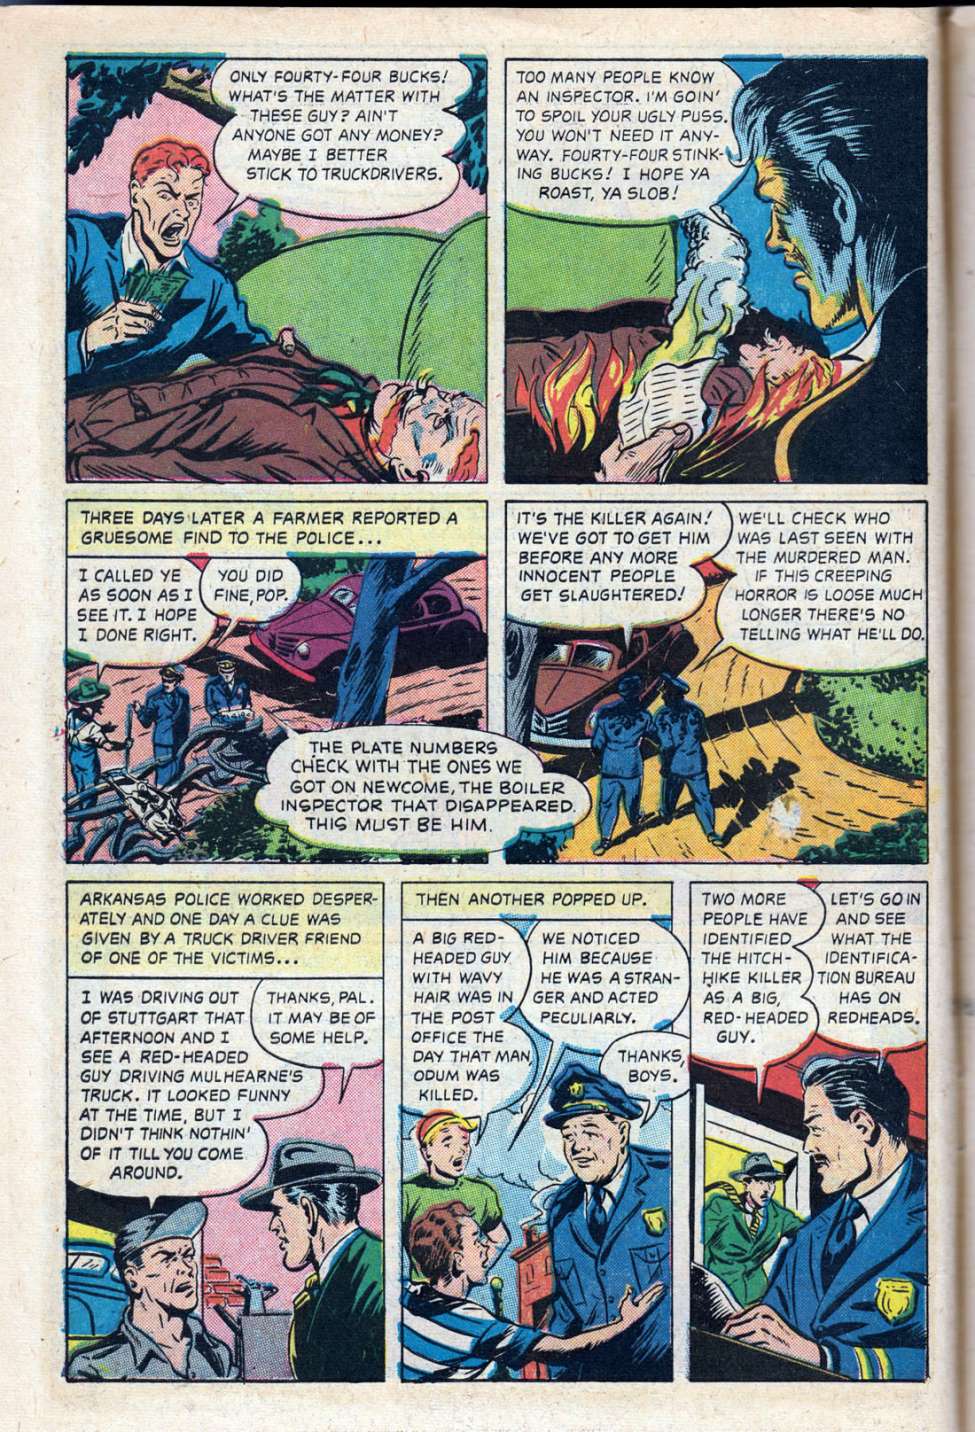 ONLY FOURTY-FOUR BUCKS!
WHAT'S THE MATTER WITH
THESE GUY? AIN'T
ANYONE GOT ANY MONEY?
MAYBE I BETTER
STICK TO TRUCKDRIVERS.
TOO MANY PEOPLE KNOW
AN INSPECTOR. I'M GOIN'
TO SPOIL YOUR UGLY PUSS.
YOU WON'T NEED IT ANY-
WAY. FOURTY-FOUR STINK-
ING BUCKS! I HOPE YA
ROAST, YA SLOB!
THREE DAYS LATER A FARMER REPORTED A
GRUESOME FIND TO THE POLICE...
I CALLED YE
AS SOON AS I
SEE IT. I HOPE
I DONE RIGHT.
YOU DID
FINE, POP.
THE PLATE NUMBERS
CHECK WITH THE ONES WE
GOT ON NEWCOME, THE BOILER
INSPECTOR THAT DISAPPEARED.
THIS MUST BE HIM.
IT'S THE KILLER AGAIN!
WE'VE GOT TO GET HIM
BEFORE ANY MORE
INNOCENT PEOPLE
GET SLAUGHTERED!
WE'LL CHECK WHO
WAS LAST SEEN WITH
THE MURDERED MAN.
IF THIS CREEPING
HORROR IS LOOSE MUCH
LONGER THERE'S NO
TELLING WHAT HE'LL DO.
ARKANSAS POLICE WORKED DESPER-
ATELY AND ONE DAY A CLUE WAS
GIVEN BY A TRUCK DRIVER FRIEND
OF ONE OF THE VICTIMS...
I WAS DRIVING OUT
OF STUTTGART THAT
AFTERNOON AND I
SEE A RED-HEADED
GUY DRIVING MULHEARNE'S
TRUCK. IT LOOKED FUNNY
AT THE TIME, BUT I
DIDN'T THINK NOTHIN'
OF IT TILL YOU COME
AROUND.
THANKS, PAL.
IT MAY BE OF
SOME HELP.
THEN ANOTHER POPPED UP.
A BIG RED-
HEADED GUY
WITH WAVY
HAIR WAS IN
THE POST
OFFICE THE
DAY THAT MAN
ODUM WAS
KILLED.
WE NOTICED
HIM BECAUSE
HE WAS A STRAN-
GER AND ACTED
PECULIARLY.
THANKS,
BOYS.
TWO MORE
PEOPLE HAVE
IDENTIFIED
THE HITCH-
HIKE KILLER
AS A BIG,
RED-HEADED
GUY.
LET'S GO IN
AND SEE
WHAT THE
IDENTIFICA-
TION BUREAU
HAS ON
REDHEADS.